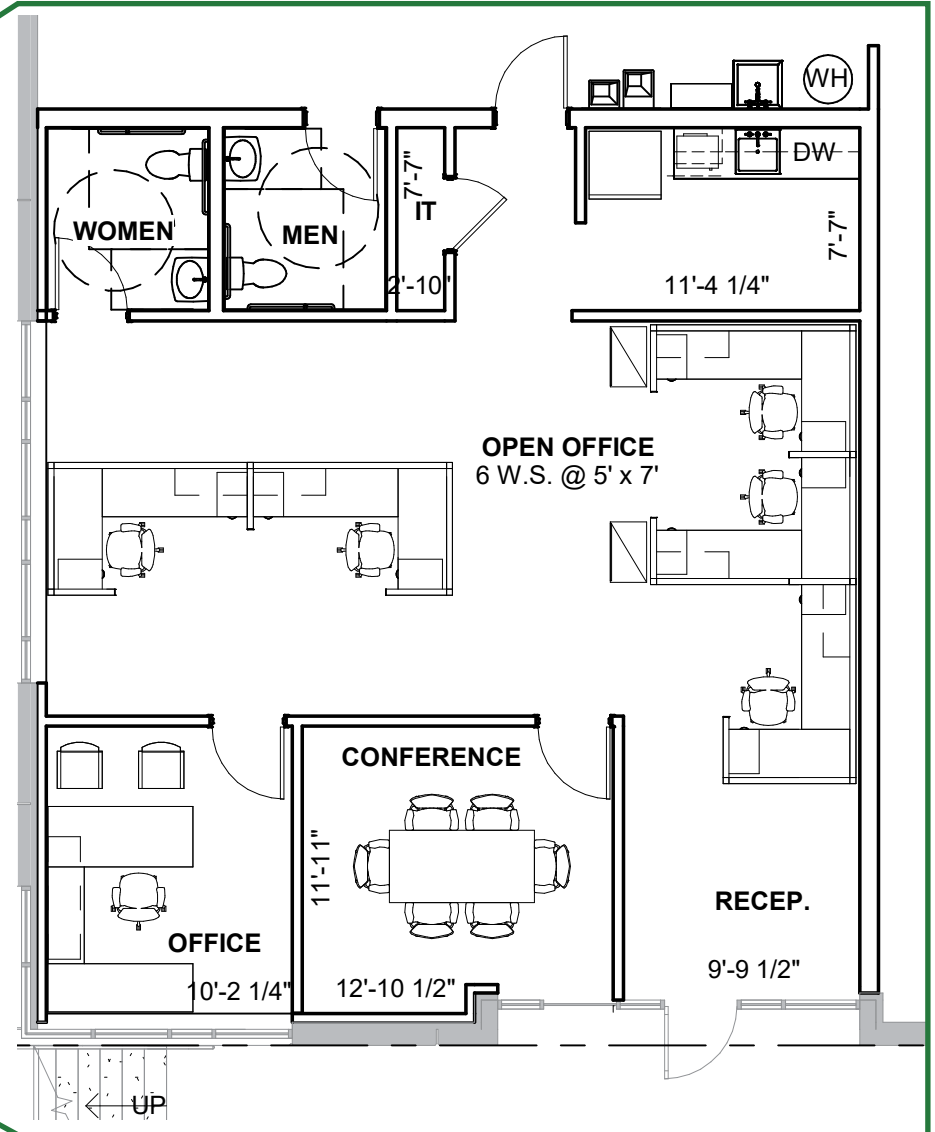 WH
DW
7'-7"
IT
WOMEN
MEN
7'-7"
2'-10"
11'-4 1/4"
OPEN OFFICE
6 W.S. @ 5' x 7'
CONFERENCE
11'-11"
RECEP.
OFFICE
9'-9 1/2"
10'-2 1/4"
12'-10 1/2"
UP